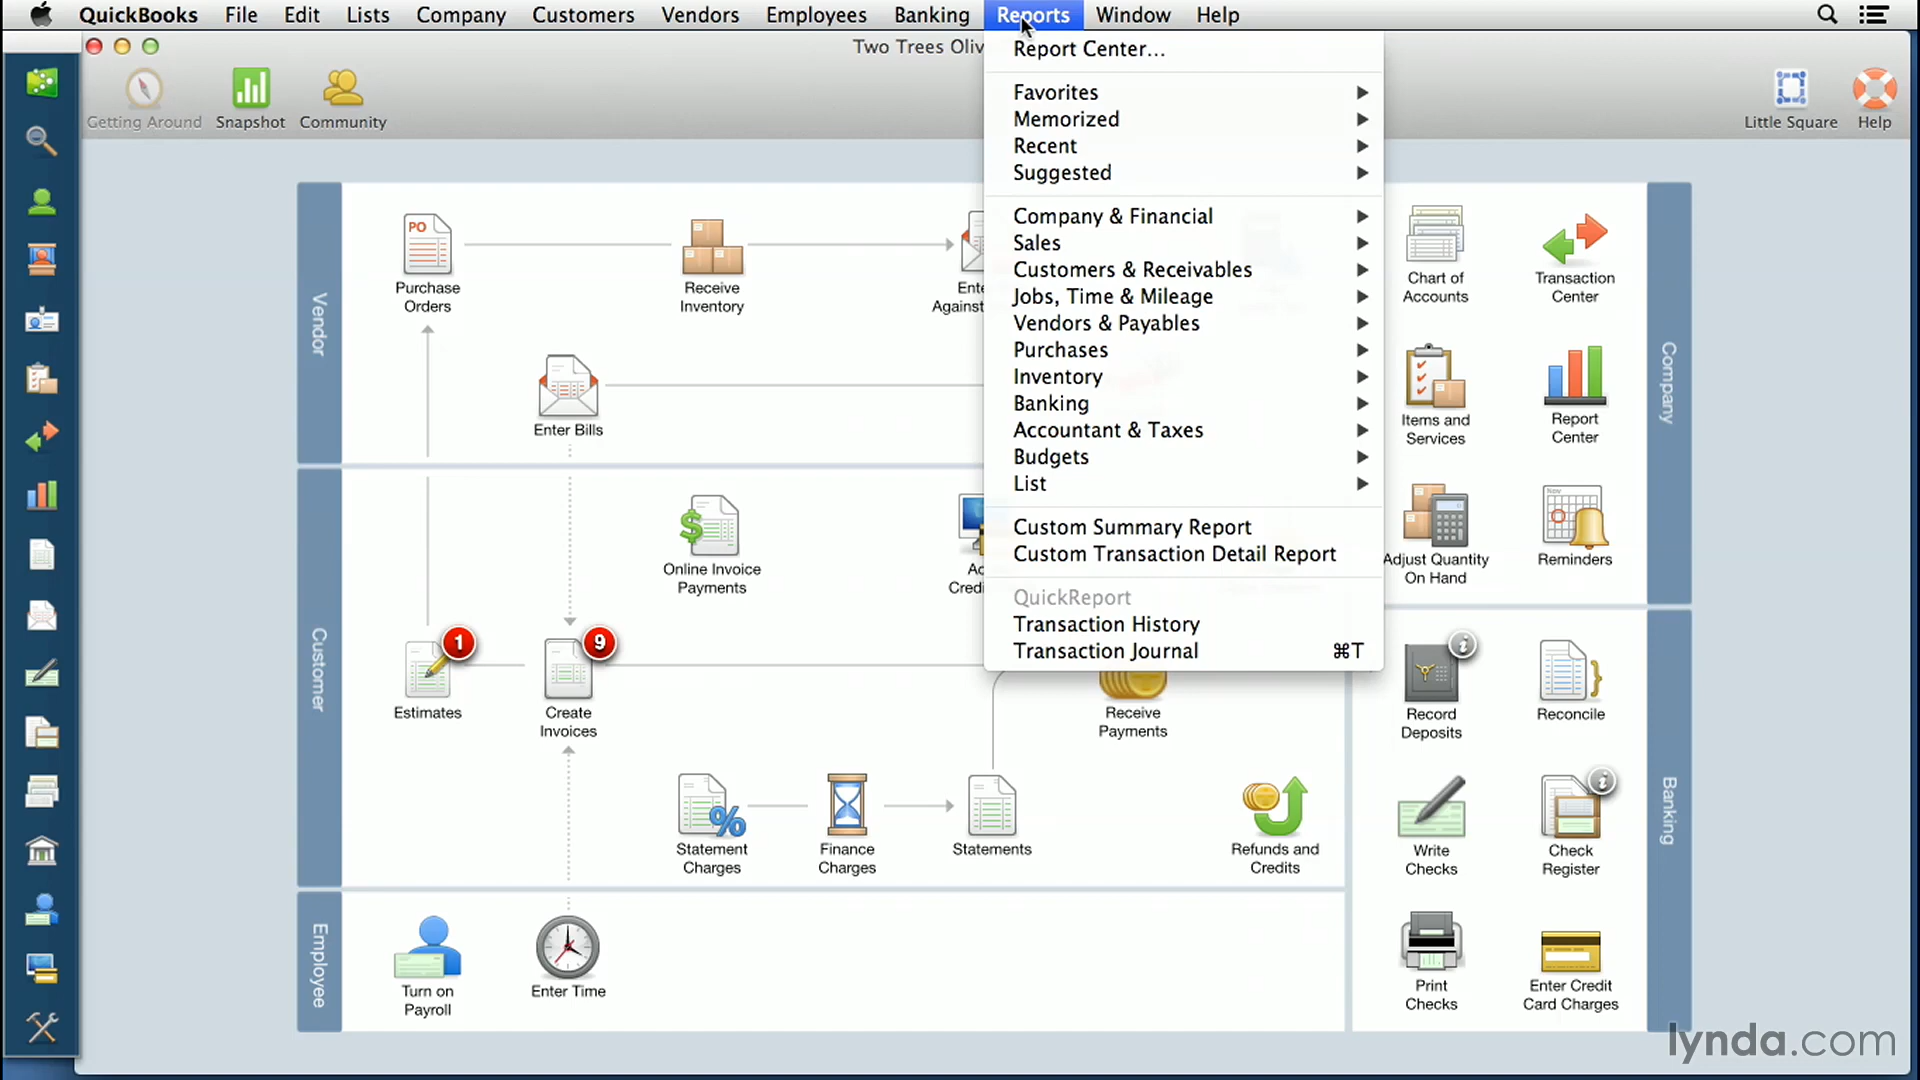 QuickBooks File Edit Lists Company Customers Vendors Employees Banking Reports Window Help
Two Trees Oliv
Getting Around
Snapshot
Community
Little Square
Help
Report Center...
Favorites
Memorized
Recent
Suggested
Company & Financial
Sales
Customers & Receivables
Jobs, Time & Mileage
Vendors & Payables
Purchases
Inventory
Banking
Accountant & Taxes
Budgets
List
Custom Summary Report
Custom Transaction Detail Report
QuickReport
Transaction History
Transaction Journal ⌘T
Vendor
PO
Purchase
Orders
Receive
Inventory
Ente
Against
Enter Bills
Customer
Online Invoice
Payments
Ac
Credi
1
Estimates
9
Create
Invoices
Receive
Payments
%
Statement
Charges
Finance
Charges
Statements
Refunds and
Credits
Employee
Turn on
Payroll
Enter Time
Company
Chart of
Accounts
Transaction
Center
Items and
Services
Report
Center
Adjust Quantity
On Hand
Nov
Reminders
Banking
Record
Deposits
Reconcile
Write
Checks
Check
Register
Print
Checks
Enter Credit
Card Charges
lynda.com